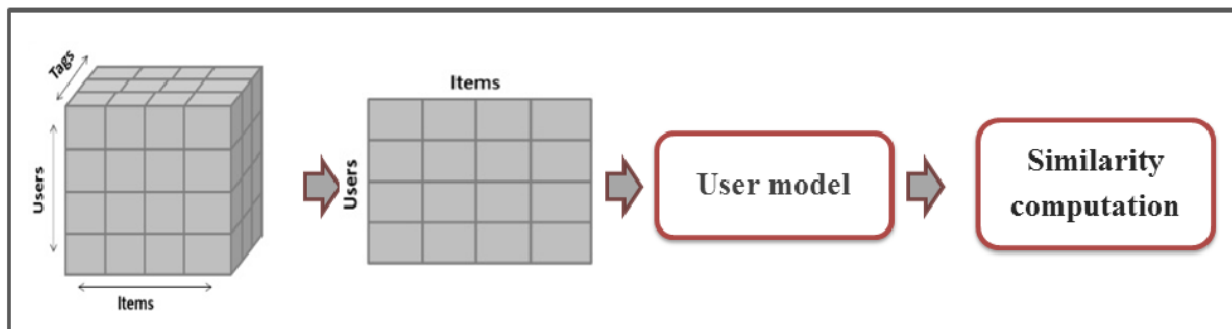 Tags
Users
Items
Items
Users
User model
Similarity
computation